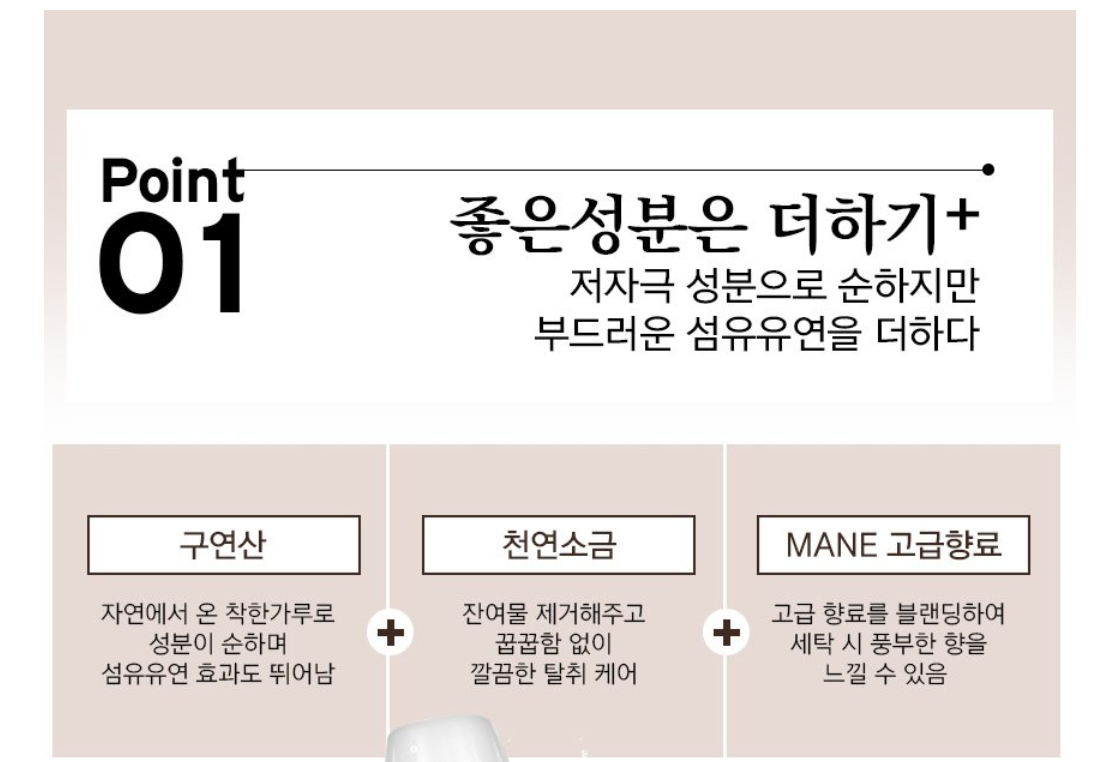 Point
01
좋은성분은 더하기+
저자극 성분으로 순하지만
부드러운 섬유유연을 더하다
구연산
자연에서 온 착한가루로
성분이 순하며
섬유유연 효과도 뛰어남
+
천연소금
잔여물 제거해주고
꿉꿉함 없이
깔끔한 탈취 케어
+
MANE 고급향료
고급 향료를 블랜딩하여
세탁 시 풍부한 향을
느낄 수 있음